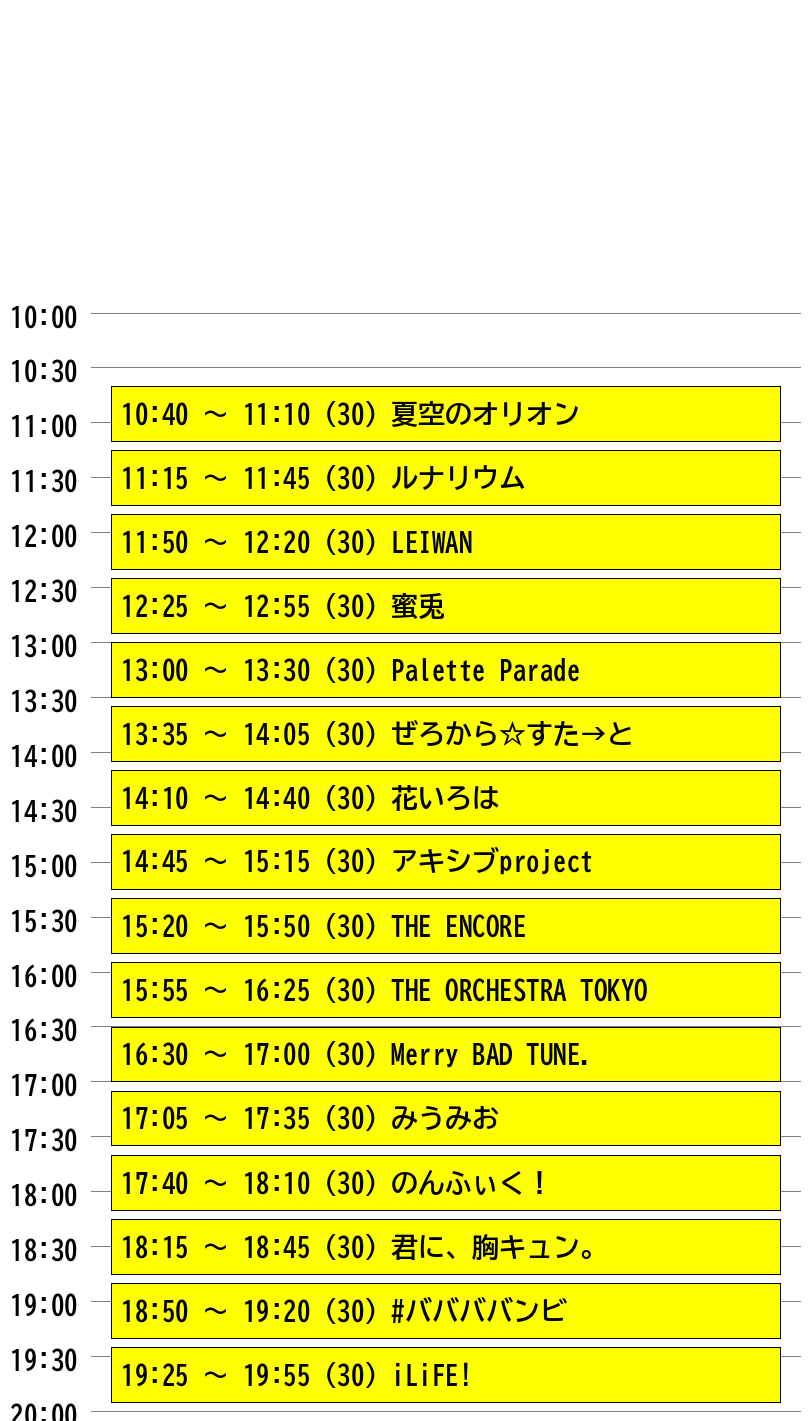 10:00
10:30
10:40 ～ 11:10 (30) 夏空のオリオン
11:00
11:15 ～ 11:45 (30) ルナリウム
11:30
11:50 ～ 12:20 (30) LEIWAN
12:00
12:25 ～ 12:55 (30) 蜜兎
12:30
13:00 ～ 13:30 (30) Palette Parade
13:00
13:30
13:35 ～ 14:05 (30) ぜろから☆すた→と
14:00
14:10 ～ 14:40 (30) 花いろは
14:30
14:45 ～ 15:15 (30) アキシブproject
15:00
15:20 ～ 15:50 (30) THE ENCORE
15:30
15:55 ～ 16:25 (30) THE ORCHESTRA TOKYO
16:00
16:30 ～ 17:00 (30) Merry BAD TUNE.
16:30
17:00
17:05 ～ 17:35 (30) みうみお
17:30
17:40 ～ 18:10 (30) のんふぃく！
18:00
18:15 ～ 18:45 (30) 君に、胸キュン。
18:30
18:50 ～ 19:20 (30) #ババババンビ
19:00
19:25 ～ 19:55 (30) iLiFE!
19:30
20:00